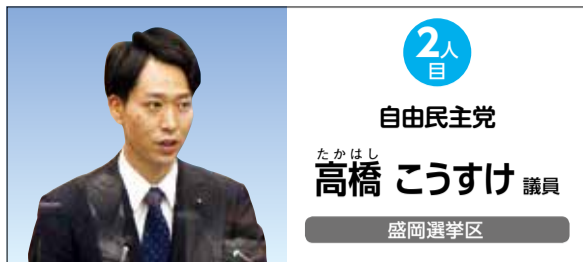 2人
目
自由民主党
たかはし
高橋 こうすけ 議員
盛岡選挙区